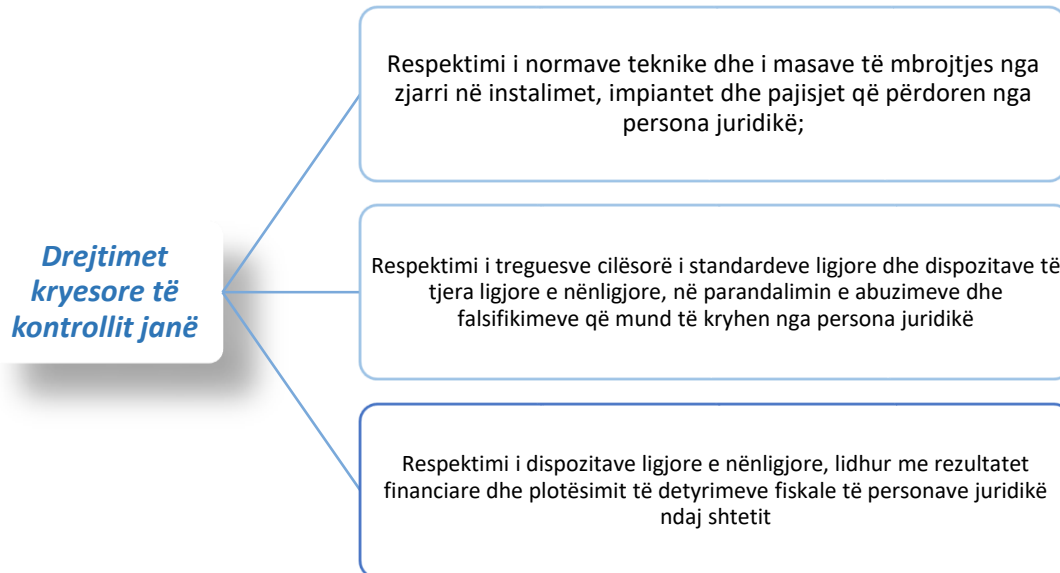 Drejtimet
kryesore të
kontrollit janë
Respektimi i normave teknike dhe i masave të mbrojtjes nga
zjarri në instalimet, impiantet dhe pajisjet që përdoren nga
persona juridikë;
Respektimi i treguesve cilësorë i standardeve ligjore dhe dispozitave të
tjera ligjore e nënligjore, në parandalimin e abuzimeve dhe
falsifikimeve që mund të kryhen nga persona juridikë
Respektimi i dispozitave ligjore e nënligjore, lidhur me rezultatet
financiare dhe plotësimit të detyrimeve fiskale të personave juridikë
ndaj shtetit